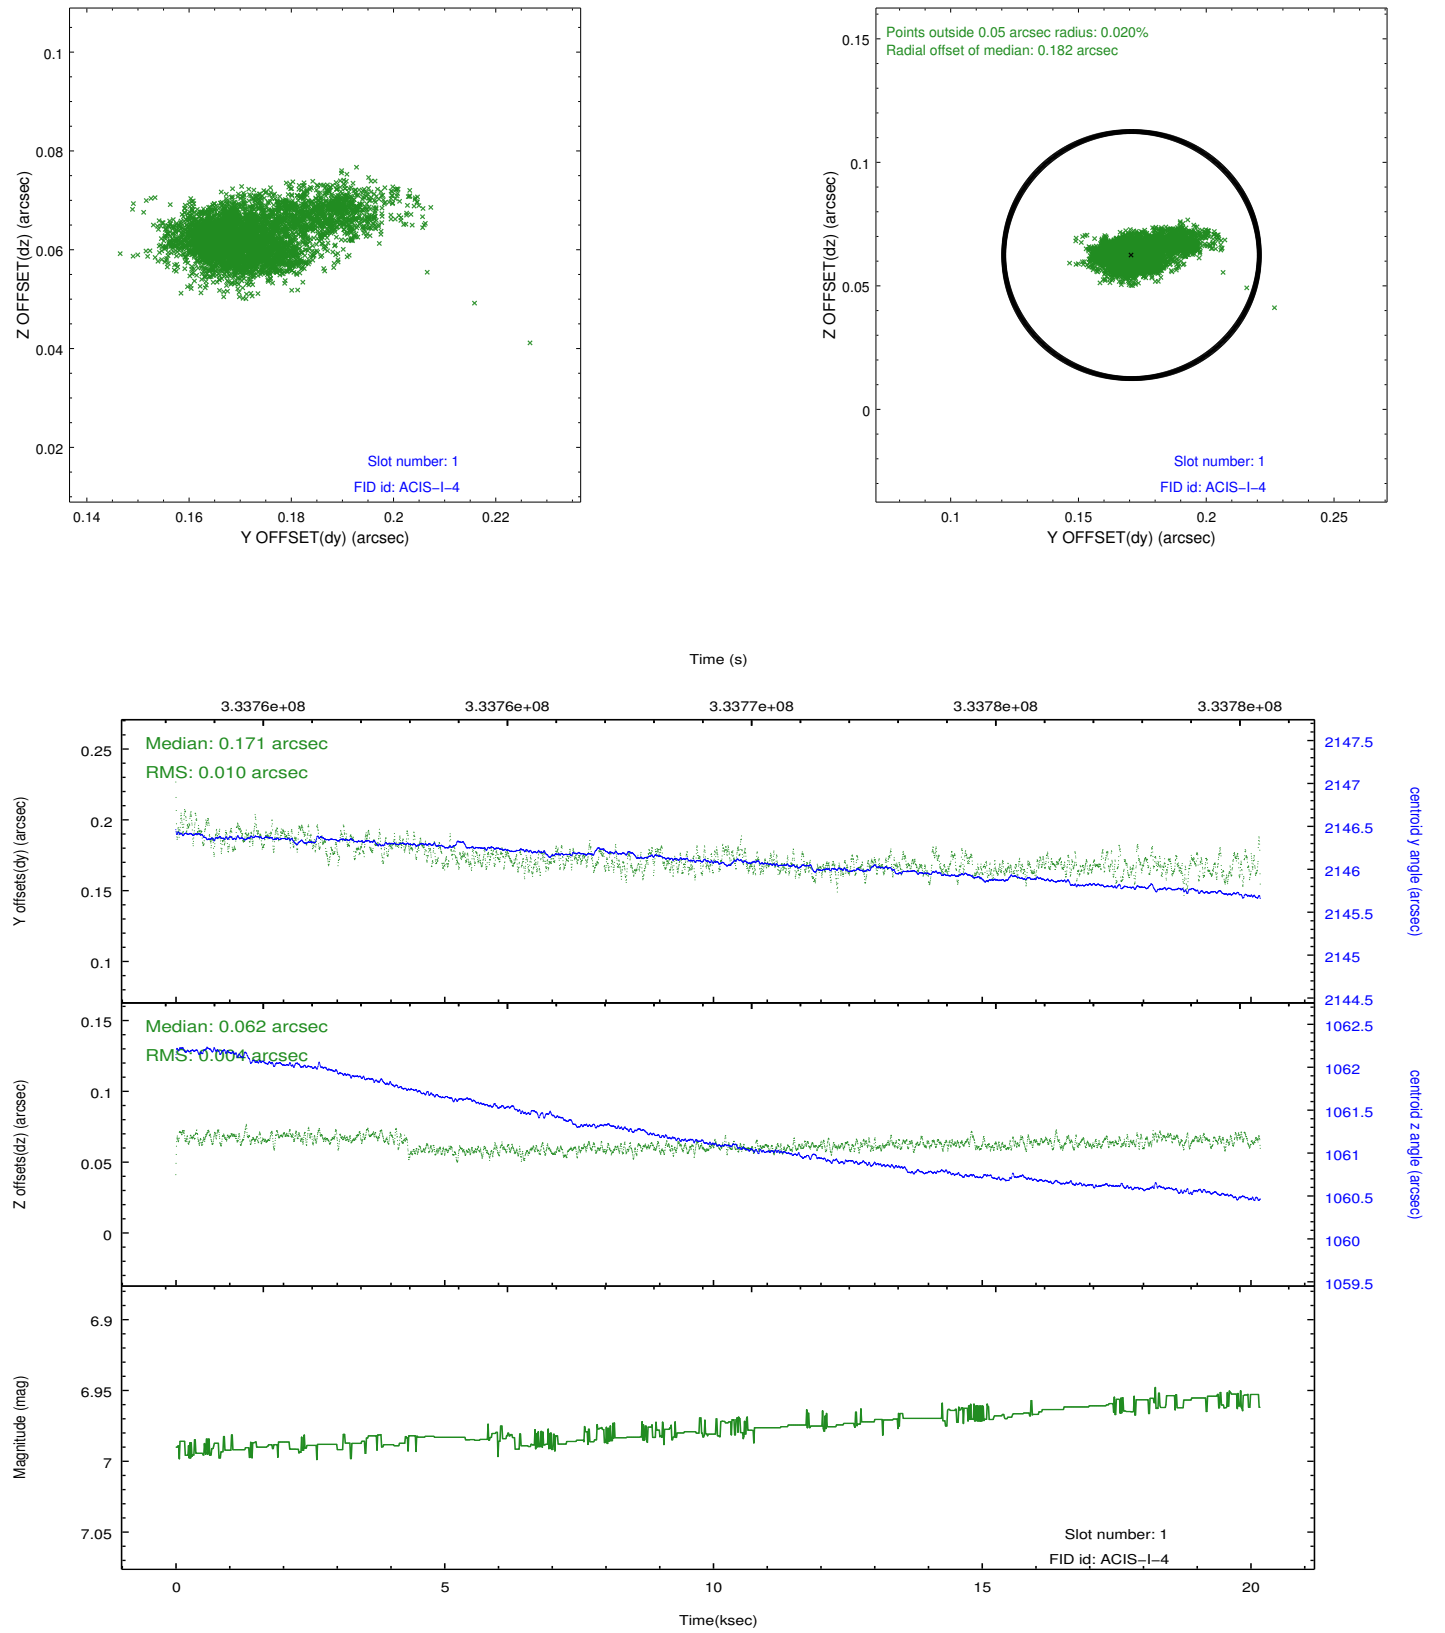 0.1
0.08
0.06
0.04
0.02
Z OFFSET(dz) (arcsec)
Slot number: 1
FID id: ACIS−I−4
0.14 0.16 0.18 0.2 0.22
Y OFFSET(dy) (arcsec)
Points outside 0.05 arcsec radius: 0.020%
Radial offset of median: 0.182 arcsec
0.15
0.1
0.05
0
Z OFFSET(dz) (arcsec)
Slot number: 1
FID id: ACIS−I−4
0.1 0.15 0.2 0.25
Y OFFSET(dy) (arcsec)
Time (s)
3.3376e+08 3.3376e+08 3.3377e+08 3.3378e+08 3.3378e+08
Median: 0.171 arcsec
RMS: 0.010 arcsec
0.25
0.2
0.15
0.1
Y offsets(dy) (arcsec)
2147.5
2147
2146.5
2146
2145.5
2145
2144.5
centroid y angle (arcsec)
Median: 0.062 arcsec
RMS: 0.004 arcsec
0.15
0.1
0.05
0
Z offsets(dz) (arcsec)
1062.5
1062
1061.5
1061
1060.5
1060
1059.5
centroid z angle (arcsec)
6.9
6.95
7
7.05
Magnitude (mag)
Slot number: 1
FID id: ACIS−I−4
0 5 10 15 20
Time(ksec)